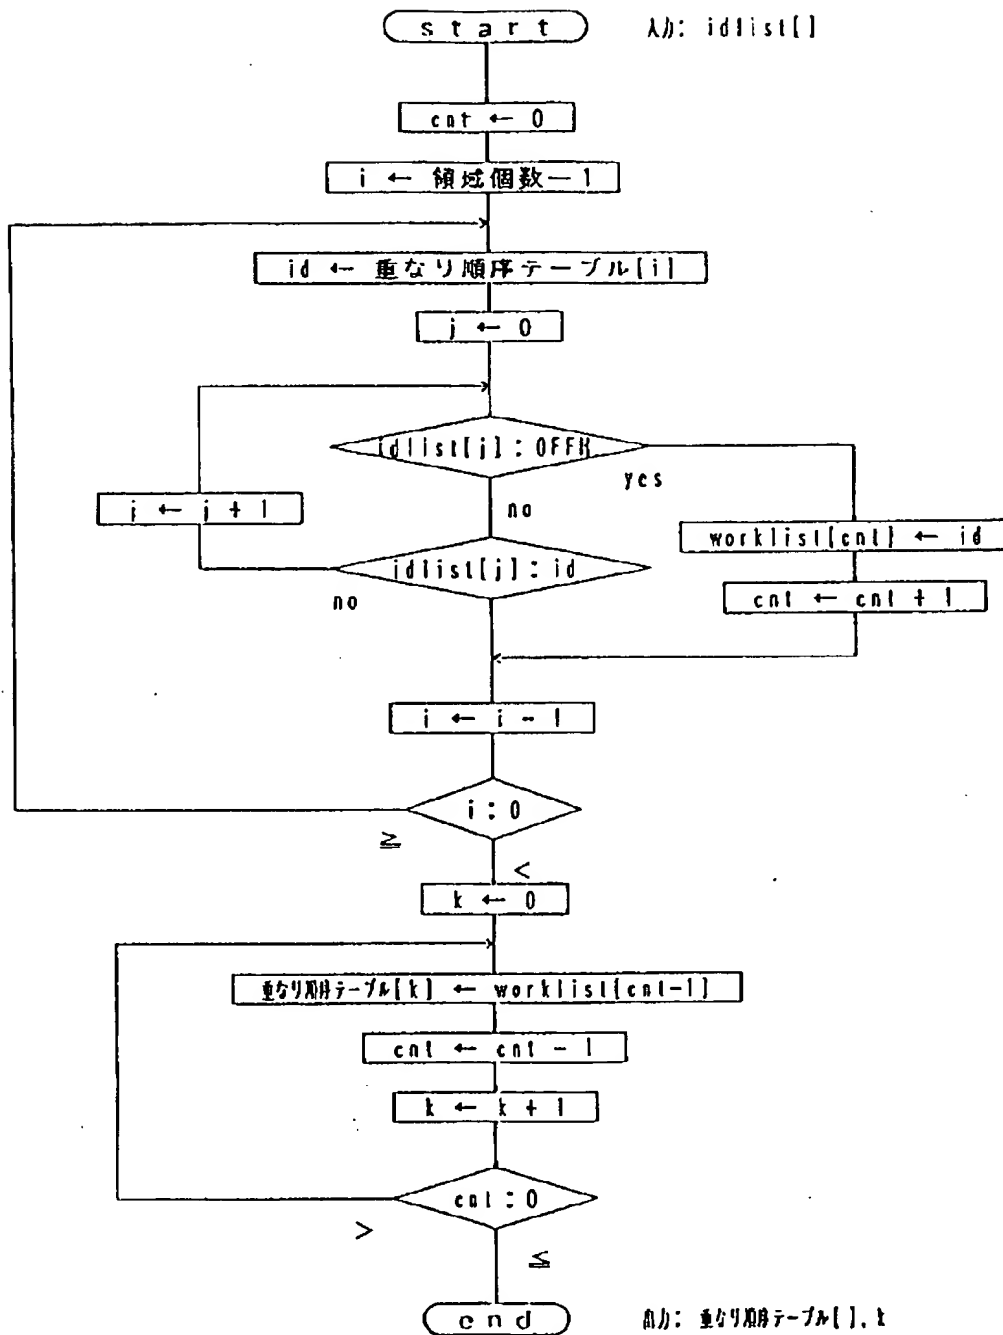 start
入力: idlist[]
cnt ← 0
i ← 領域個数－1
id ← 重なり順序テーブル[i]
j ← 0
idlist[j]：0FFH
yes
no
j ← j + 1
worklist[cnt] ← id
idlist[j]：id
no
cnt ← cnt + 1
i ← i - 1
i：0
≧
<
k ← 0
重なり順序テーブル[k] ← worklist[cnt-1]
cnt ← cnt - 1
k ← k + 1
cnt：0
>
≦
end
出力: 重なり順序テーブル[], k